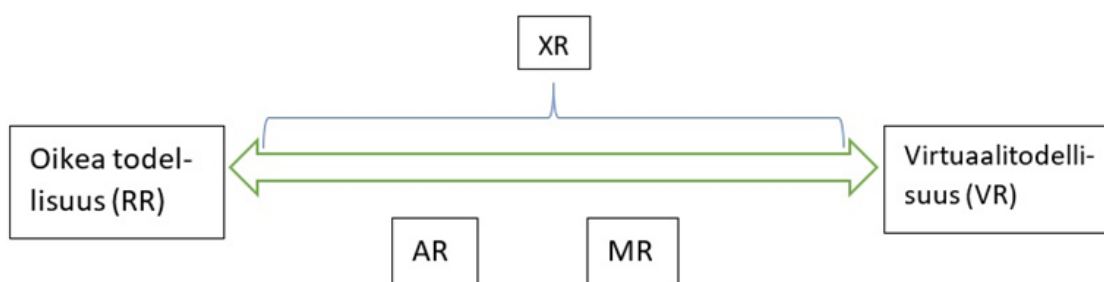 XR
Oikea todel-
lisuus (RR)
Virtuaalitodelli-
suus (VR)
AR
MR